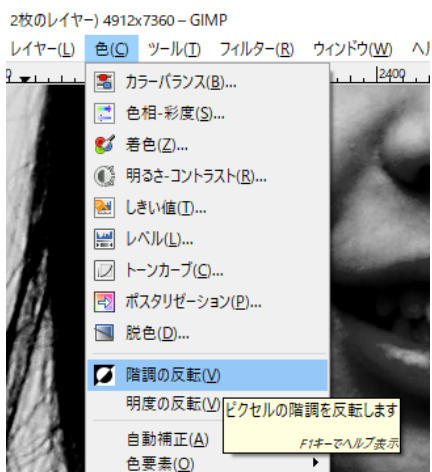 2枚のレイヤー) 4912x7360 – GIMP
レイヤー(L) 色(C) ツール(T) フィルター(R) ウィンドウ(W)
2400
カラーバランス(B)...
色相-彩度(S)...
着色(Z)...
明るさ-コントラスト(R)...
しきい値(T)...
レベル(L)...
トーンカーブ(C)...
ポスタリゼーション(P)...
脱色(D)...
階調の反転(V)
明度の反転(V)
ピクセルの階調を反転します
F1キーでヘルプ表示
自動補正(A)
色要素(O)